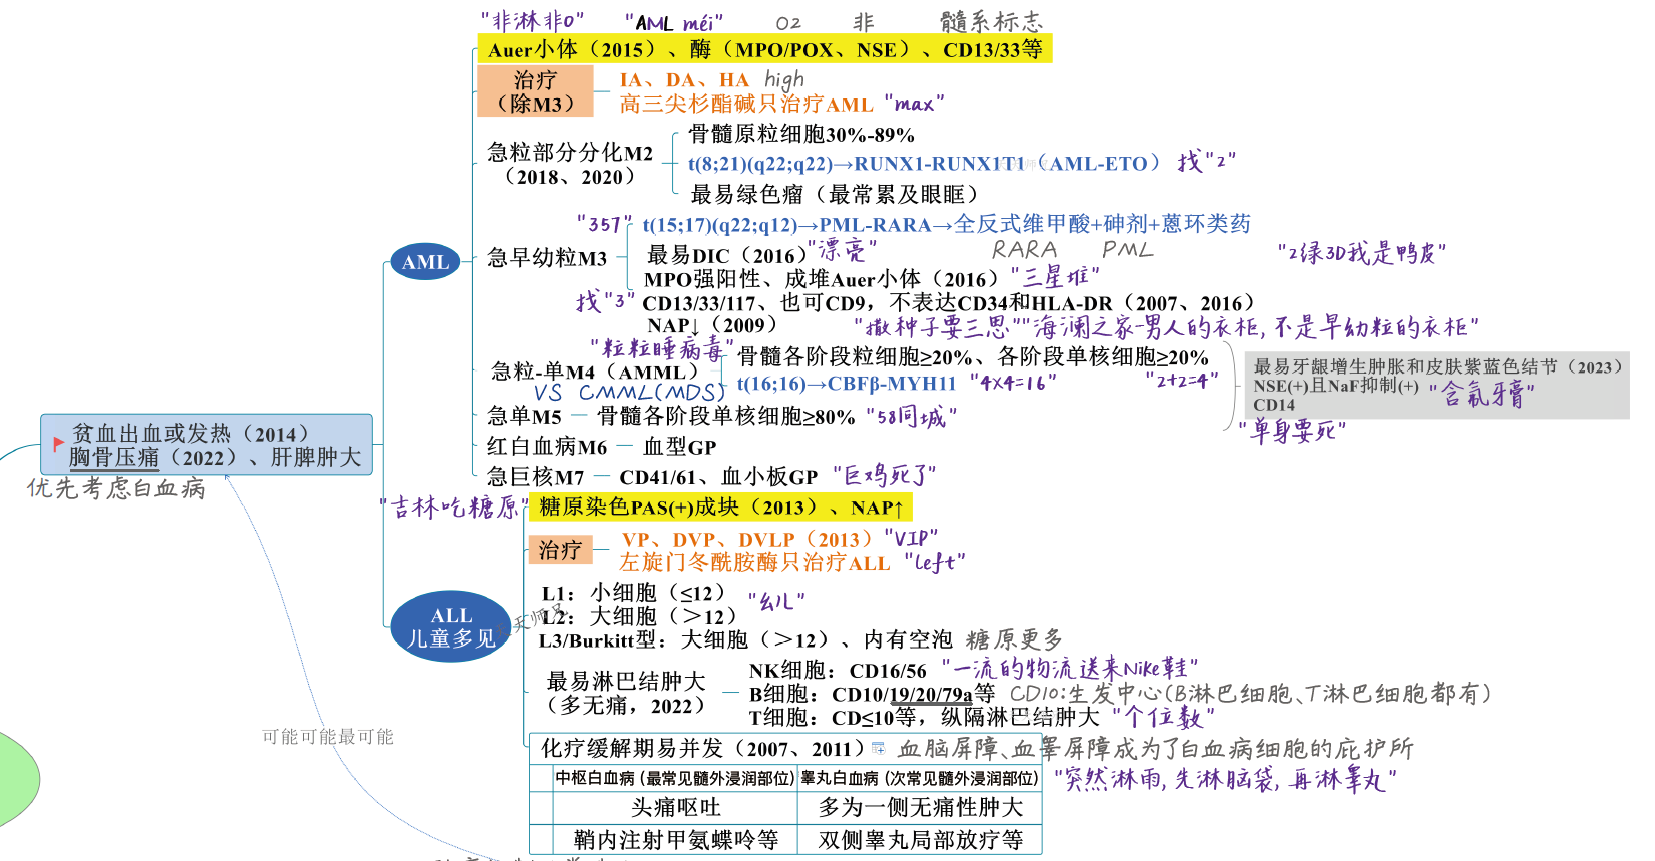 "非淋非0" "AML méi" O2 非 髓系标志
Auer小体（2015）、酶（MPO/POX、NSE）、CD13/33等
治疗
（除M3）
IA、DA、HA high
高三尖杉酯碱只治疗AML "max"
骨髓原粒细胞30%-89%
急粒部分分化M2
（2018、2020）
t(8;21)(q22;q22)→RUNX1-RUNX1T1（AML-ETO） 找"2"
最易绿色瘤（最常累及眼眶）
"357" t(15;17)(q22;q12)→PML-RARA→全反式维甲酸+砷剂+蒽环类药
急早幼粒M3
最易DIC（2016）"漂亮" RARA PML "2绿3D我是鸭皮"
MPO强阳性、成堆Auer小体（2016）"三星堆"
找"3" CD13/33/117、也可CD9，不表达CD34和HLA-DR（2007、2016）
NAP↓（2009） "撒种子要三思""海澜之家-男人的衣柜,不是早幼粒的衣柜"
"粒粒睡病毒"
骨髓各阶段粒细胞≥20%、各阶段单核细胞≥20%
急粒-单M4（AMML）
VS CMML(MDS)
t(16;16)→CBFβ-MYH11 "4X4=16" "2+2=4"
最易牙龈增生肿胀和皮肤紫蓝色结节（2023）
NSE(+)且NaF抑制(+) "含氟牙膏"
CD14
"单身要死"
AML
急单M5 骨髓各阶段单核细胞≥80% "58同城"
红白血病M6 血型GP
急巨核M7 CD41/61、血小板GP "巨鸡死了"
贫血出血或发热（2014）
胸骨压痛（2022）、肝脾肿大
优先考虑白血病
"吉林吃糖原" 糖原染色PAS(+)成块（2013）、NAP↑
治疗
VP、DVP、DVLP（2013）"VIP"
左旋门冬酰胺酶只治疗ALL "left"
ALL
儿童多见
L1：小细胞（≤12）
"幼儿"
L2：大细胞（＞12）
L3/Burkitt型：大细胞（＞12）、内有空泡 糖原更多
最易淋巴结肿大
（多无痛，2022）
NK细胞：CD16/56 "一流的物流送来Nike鞋"
B细胞：CD10/19/20/79a等 CD10:生发中心(B淋巴细胞、T淋巴细胞都有)
T细胞：CD≤10等，纵隔淋巴结肿大 "个位数"
可能可能最可能
化疗缓解期易并发（2007、2011） 血脑屏障、血睾屏障成为了白血病细胞的庇护所
中枢白血病 (最常见髓外浸润部位) 睾丸白血病 (次常见髓外浸润部位)
"突然淋雨,先淋脑袋,再淋睾丸"
头痛呕吐 多为一侧无痛性肿大
鞘内注射甲氨蝶呤等 双侧睾丸局部放疗等